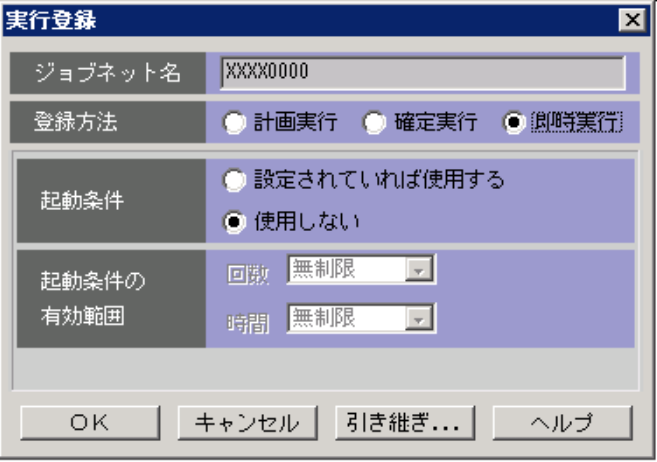 実行登録
ジョブネット名 XXXX0000
登録方法 計画実行 確定実行 即時実行
起動条件 設定されていれば使用する
使用しない
起動条件の有効範囲 回数 無制限
時間 無制限
OK キャンセル 引き継ぎ... ヘルプ